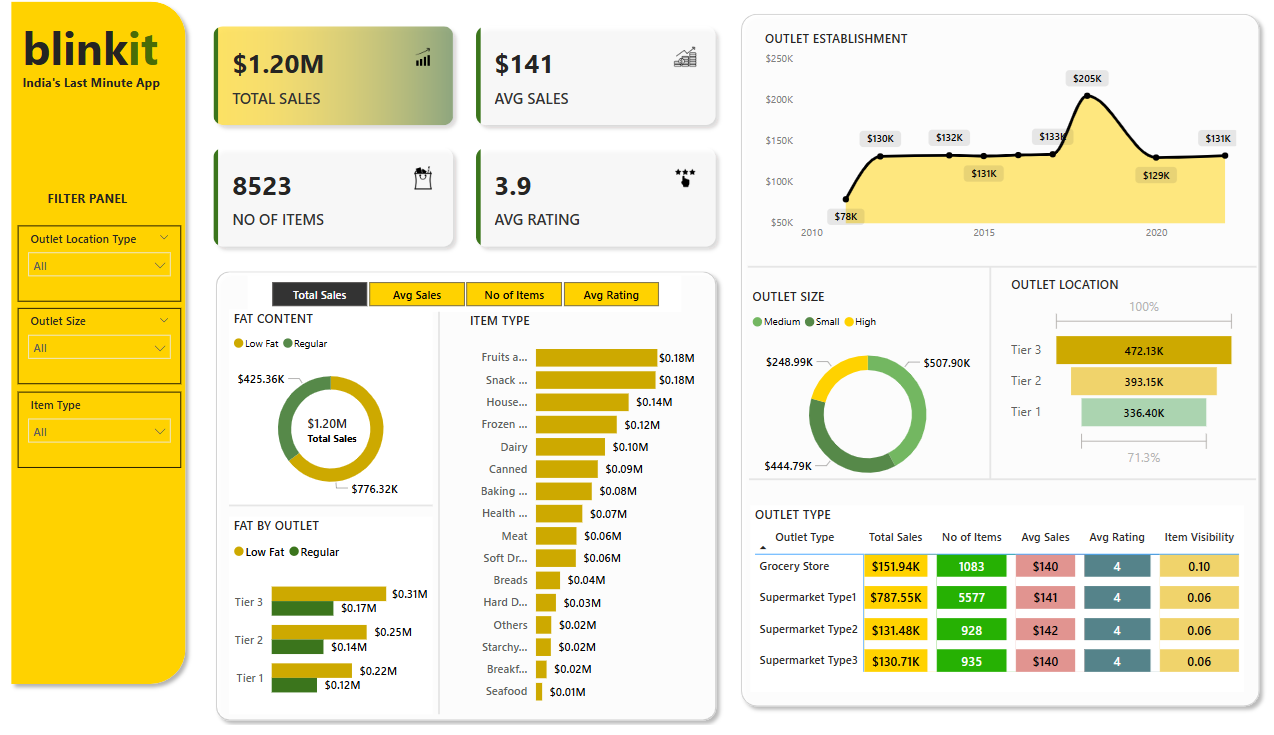 blinkit
India's Last Minute App
FILTER PANEL
Outlet Location Type
All
Outlet Size
All
Item Type
All
$1.20M
TOTAL SALES
$141
AVG SALES
8523
NO OF ITEMS
3.9
AVG RATING
Total Sales Avg Sales No of Items Avg Rating
FAT CONTENT
Low Fat Regular
$425.36K
$1.20M
Total Sales
$776.32K
FAT BY OUTLET
Low Fat Regular
Tier 3 $0.31M
$0.17M
Tier 2 $0.25M
$0.14M
Tier 1 $0.22M
$0.12M
ITEM TYPE
Fruits a... $0.18M
Snack ... $0.18M
House... $0.14M
Frozen ... $0.12M
Dairy $0.10M
Canned $0.09M
Baking ... $0.08M
Health ... $0.07M
Meat $0.06M
Soft Dr... $0.06M
Breads $0.04M
Hard D... $0.03M
Others $0.02M
Starchy... $0.02M
Breakf... $0.02M
Seafood $0.01M
OUTLET ESTABLISHMENT
$250K
$200K
$150K
$100K
$50K
$78K
$130K
$132K
$131K
$133K
$205K
$129K
$131K
2010 2015 2020
OUTLET SIZE
Medium Small High
$248.99K
$507.90K
$444.79K
OUTLET LOCATION
100%
Tier 3 472.13K
Tier 2 393.15K
Tier 1 336.40K
71.3%
OUTLET TYPE
Outlet Type Total Sales No of Items Avg Sales Avg Rating Item Visibility
Grocery Store $151.94K 1083 $140 4 0.10
Supermarket Type1 $787.55K 5577 $141 4 0.06
Supermarket Type2 $131.48K 928 $142 4 0.06
Supermarket Type3 $130.71K 935 $140 4 0.06